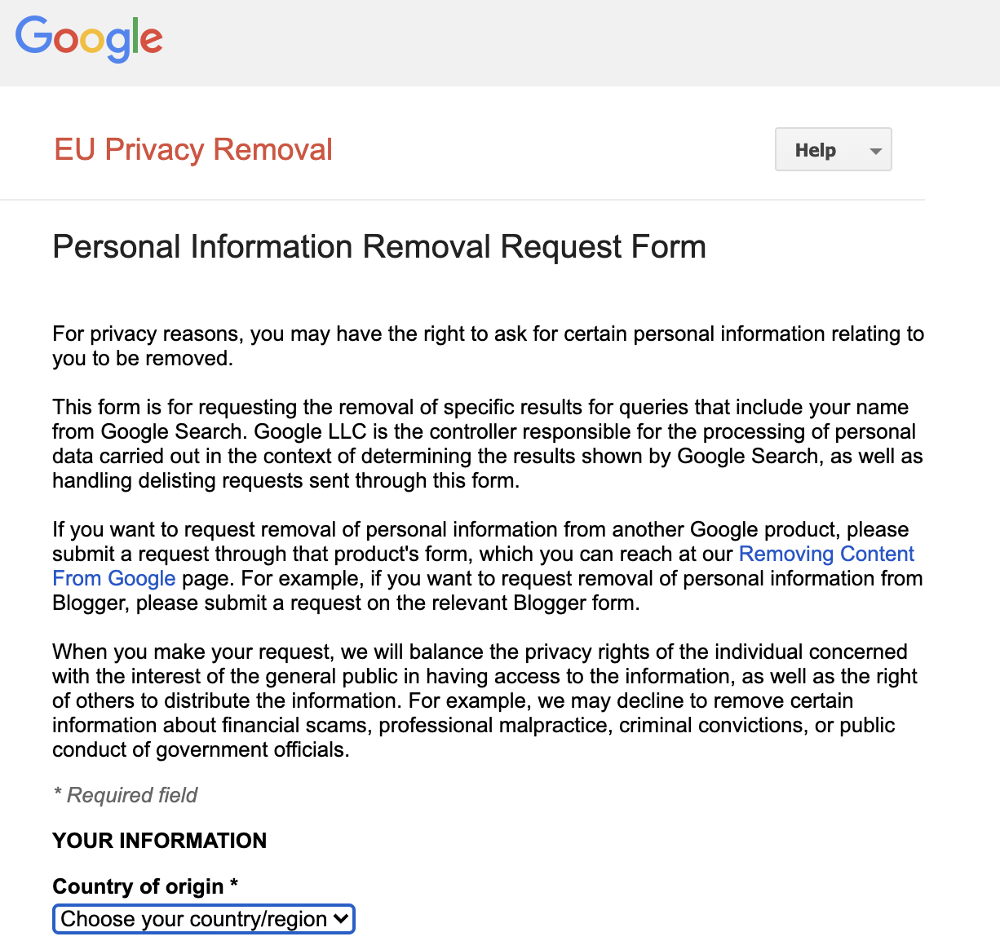 Google
EU Privacy Removal
Help
Personal Information Removal Request Form
For privacy reasons, you may have the right to ask for certain personal information relating to
you to be removed.
This form is for requesting the removal of specific results for queries that include your name
from Google Search. Google LLC is the controller responsible for the processing of personal
data carried out in the context of determining the results shown by Google Search, as well as
handling delisting requests sent through this form.
If you want to request removal of personal information from another Google product, please
submit a request through that product's form, which you can reach at our Removing Content
From Google page. For example, if you want to request removal of personal information from
Blogger, please submit a request on the relevant Blogger form.
When you make your request, we will balance the privacy rights of the individual concerned
with the interest of the general public in having access to the information, as well as the right
of others to distribute the information. For example, we may decline to remove certain
information about financial scams, professional malpractice, criminal convictions, or public
conduct of government officials.
* Required field
YOUR INFORMATION
Country of origin *
Choose your country/region